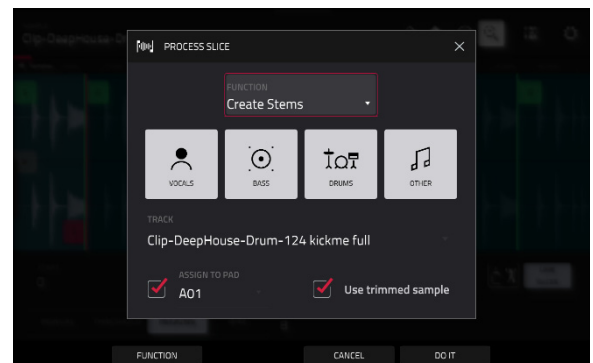 PROCESS SLICE
FUNCTION
Create Stems
VOCALS BASS DRUMS OTHER
TRACK
Clip-DeepHouse-Drum-124 kickme full
ASSIGN TO PAD
A01
Use trimmed sample
FUNCTION CANCEL DO IT